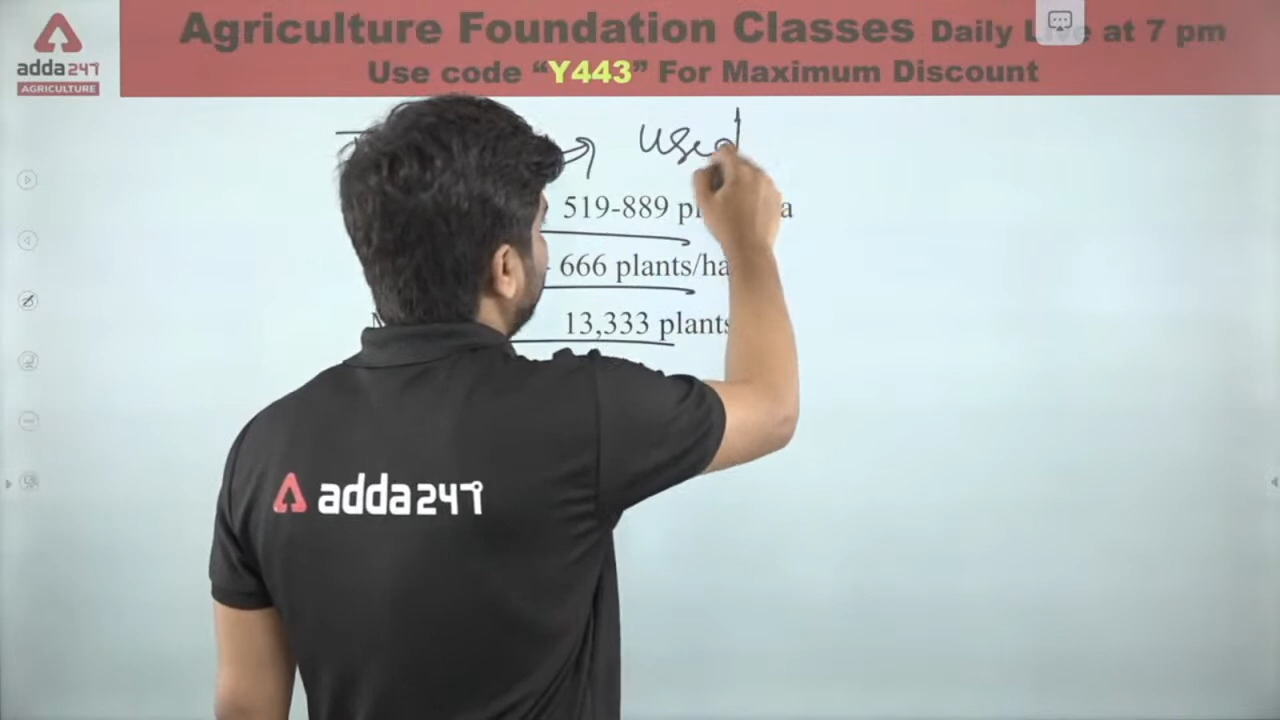 Agriculture Foundation Classes Daily Live at 7 pm
Use code “Y443” For Maximum Discount
adda247
AGRICULTURE
used
519-889
666 plants/ha
13,333 plants
adda247